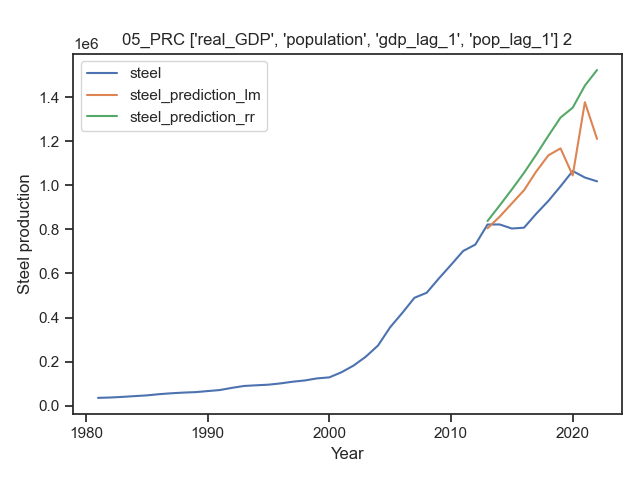 05_PRC ['real_GDP', 'population', 'gdp_lag_1', 'pop_lag_1'] 2
1e6
steel
steel_prediction_lm
steel_prediction_rr
1.4
1.2
1.0
0.8
0.6
0.4
0.2
0.0
Steel production
1980
1990
2000
2010
2020
Year